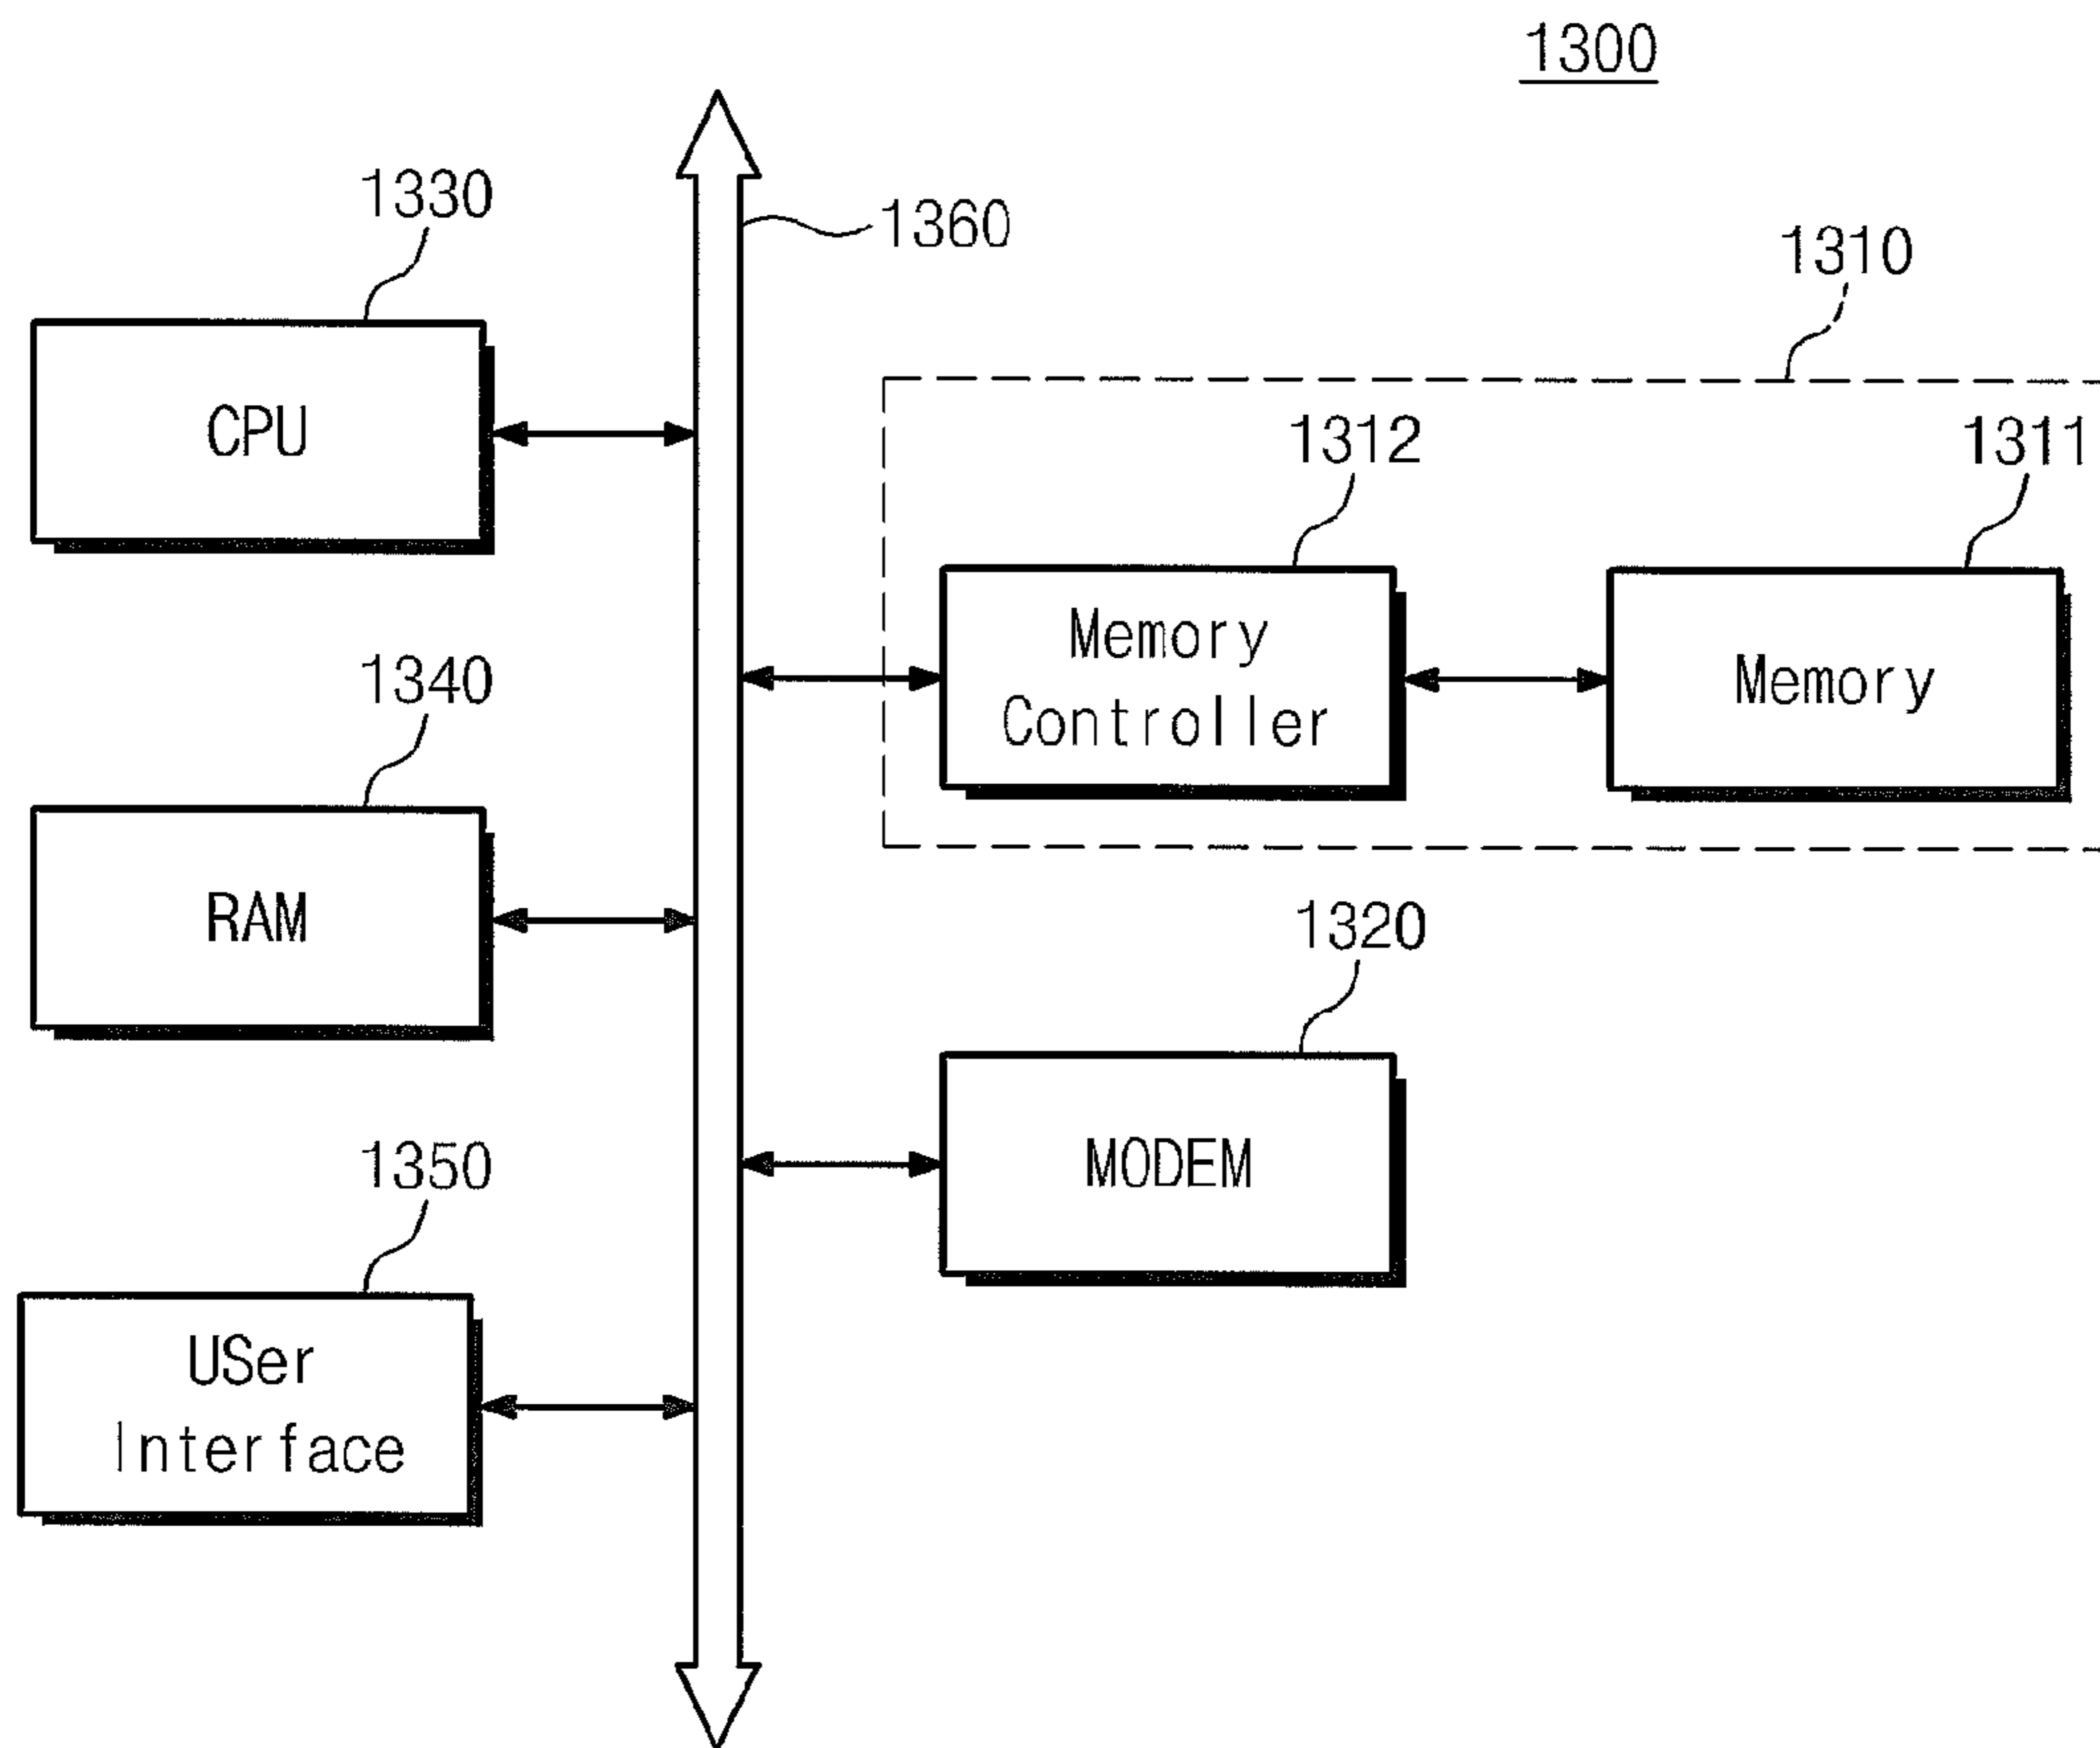 1300
1330
1360
1310
CPU
1312
1311
Memory
Controller
Memory
1340
RAM
1320
MODEM
1350
USer
Interface